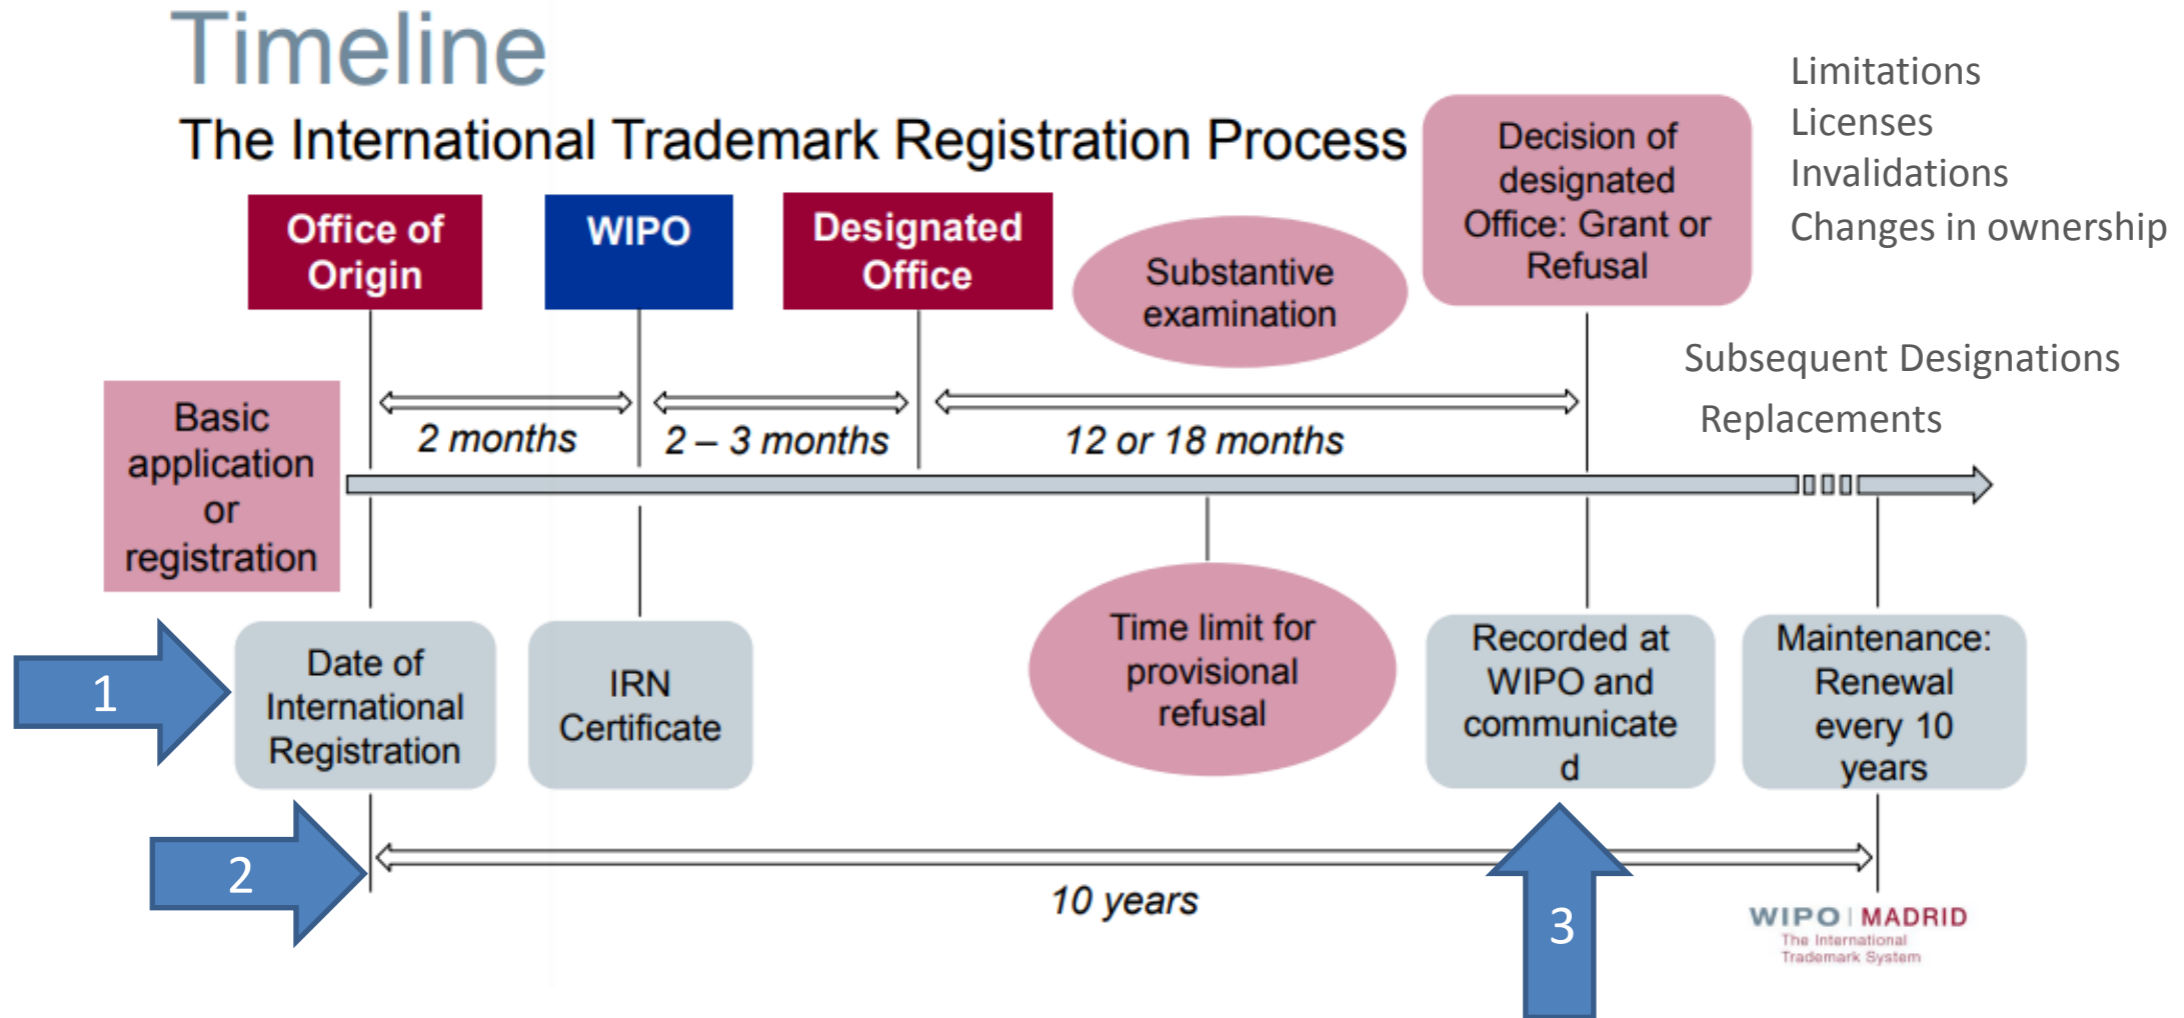 Timeline
The International Trademark Registration Process
Limitations
Licenses
Invalidations
Changes in ownership
Decision of
designated
Office: Grant or
Refusal
Office of
Origin
WIPO
Designated
Office
Substantive
examination
Subsequent Designations
Replacements
Basic
application
or
registration
2 months
2 – 3 months
12 or 18 months
1
Date of
International
Registration
IRN
Certificate
Time limit for
provisional
refusal
Recorded at
WIPO and
communicate
d
Maintenance:
Renewal
every 10
years
2
10 years
3
WIPO | MADRID
The International
Trademark System